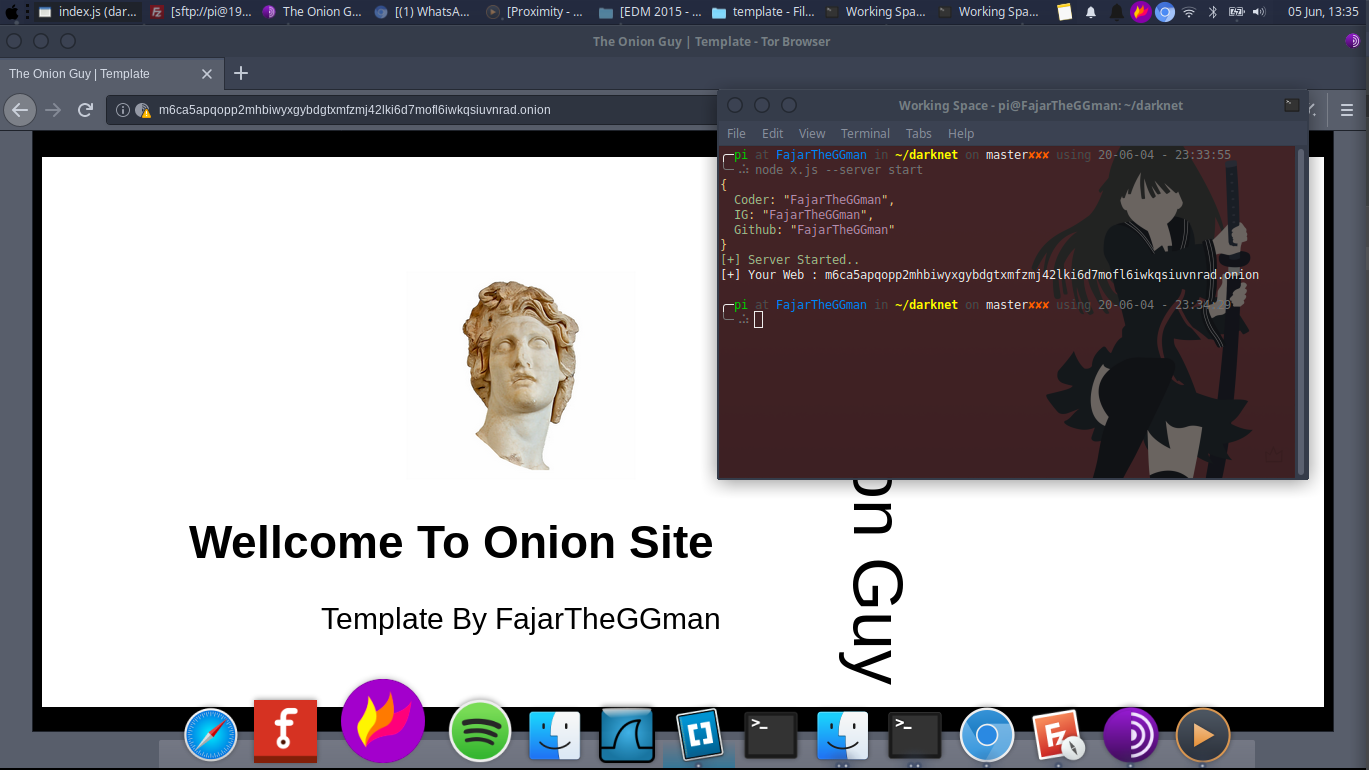 index.js (dar...
[sftp://pi@19...
The Onion G...
[(1) WhatsA...
[Proximity - ...
[EDM 2015 - ...
template - Fil...
Working Spa...
Working Spa...
05 Jun, 13:35
The Onion Guy | Template - Tor Browser
The Onion Guy | Template
m6ca5apqopp2mhbiwyxgybdgtxmfzmj42lki6d7mofl6iwkqsiuvnrad.onion
Working Space - pi@FajarTheGGman: ~/darknet
File Edit View Terminal Tabs Help
pi at FajarTheGGman in ~/darknet on master✘✘✘ using 20-06-04 - 23:33:55
node x.js --server start
{
Coder: "FajarTheGGman",
IG: "FajarTheGGman",
Github: "FajarTheGGman"
}
[+] Server Started..
[+] Your Web : m6ca5apqopp2mhbiwyxgybdgtxmfzmj42lki6d7mofl6iwkqsiuvnrad.onion
pi at FajarTheGGman in ~/darknet on master✘✘✘ using 20-06-04 - 23:34:29
Wellcome To Onion Site
Template By FajarTheGGman
on Guy